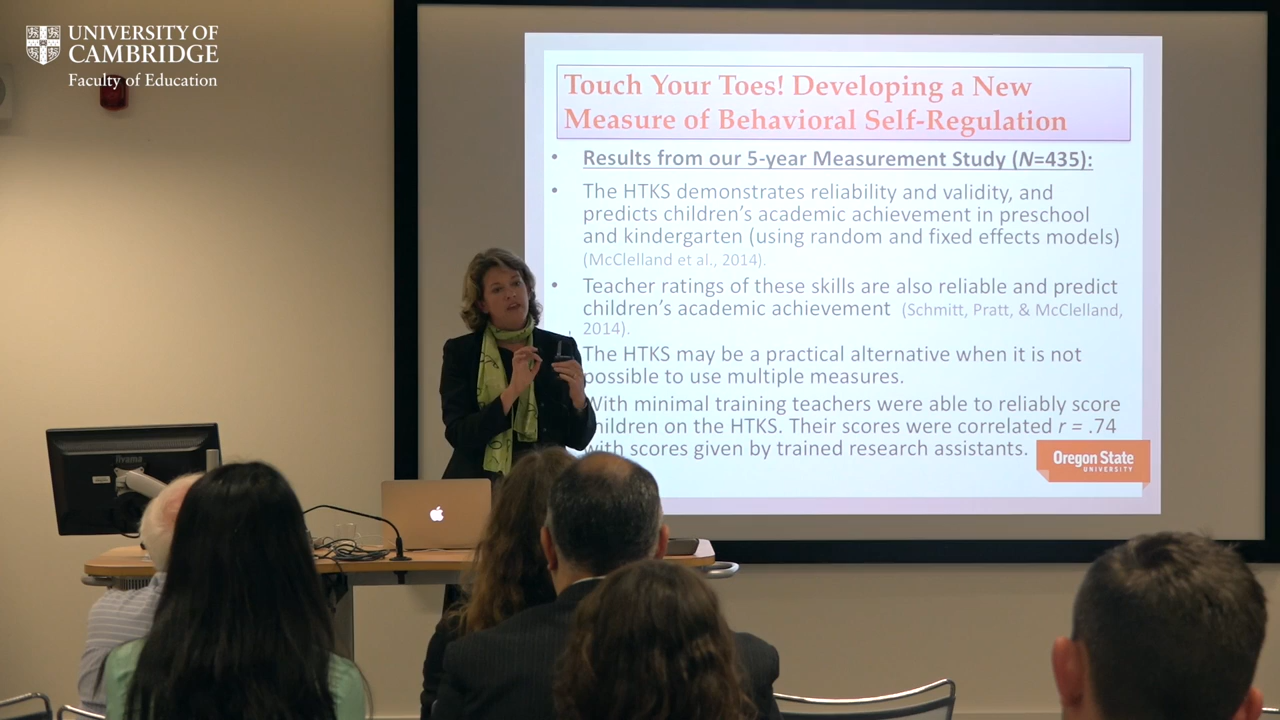 UNIVERSITY OF
CAMBRIDGE
Faculty of Education
Touch Your Toes! Developing a New
Measure of Behavioral Self-Regulation
• Results from our 5-year Measurement Study (N=435):
• The HTKS demonstrates reliability and validity, and
predicts children's academic achievement in preschool
and kindergarten (using random and fixed effects models)
(McClelland et al., 2014).
• Teacher ratings of these skills are also reliable and predict
children's academic achievement (Schmitt, Pratt, & McClelland,
2014).
The HTKS may be a practical alternative when it is not
possible to use multiple measures.
With minimal training teachers were able to reliably score
children on the HTKS. Their scores were correlated r = .74
with scores given by trained research assistants.
Oregon State
UNIVERSITY
iiyama